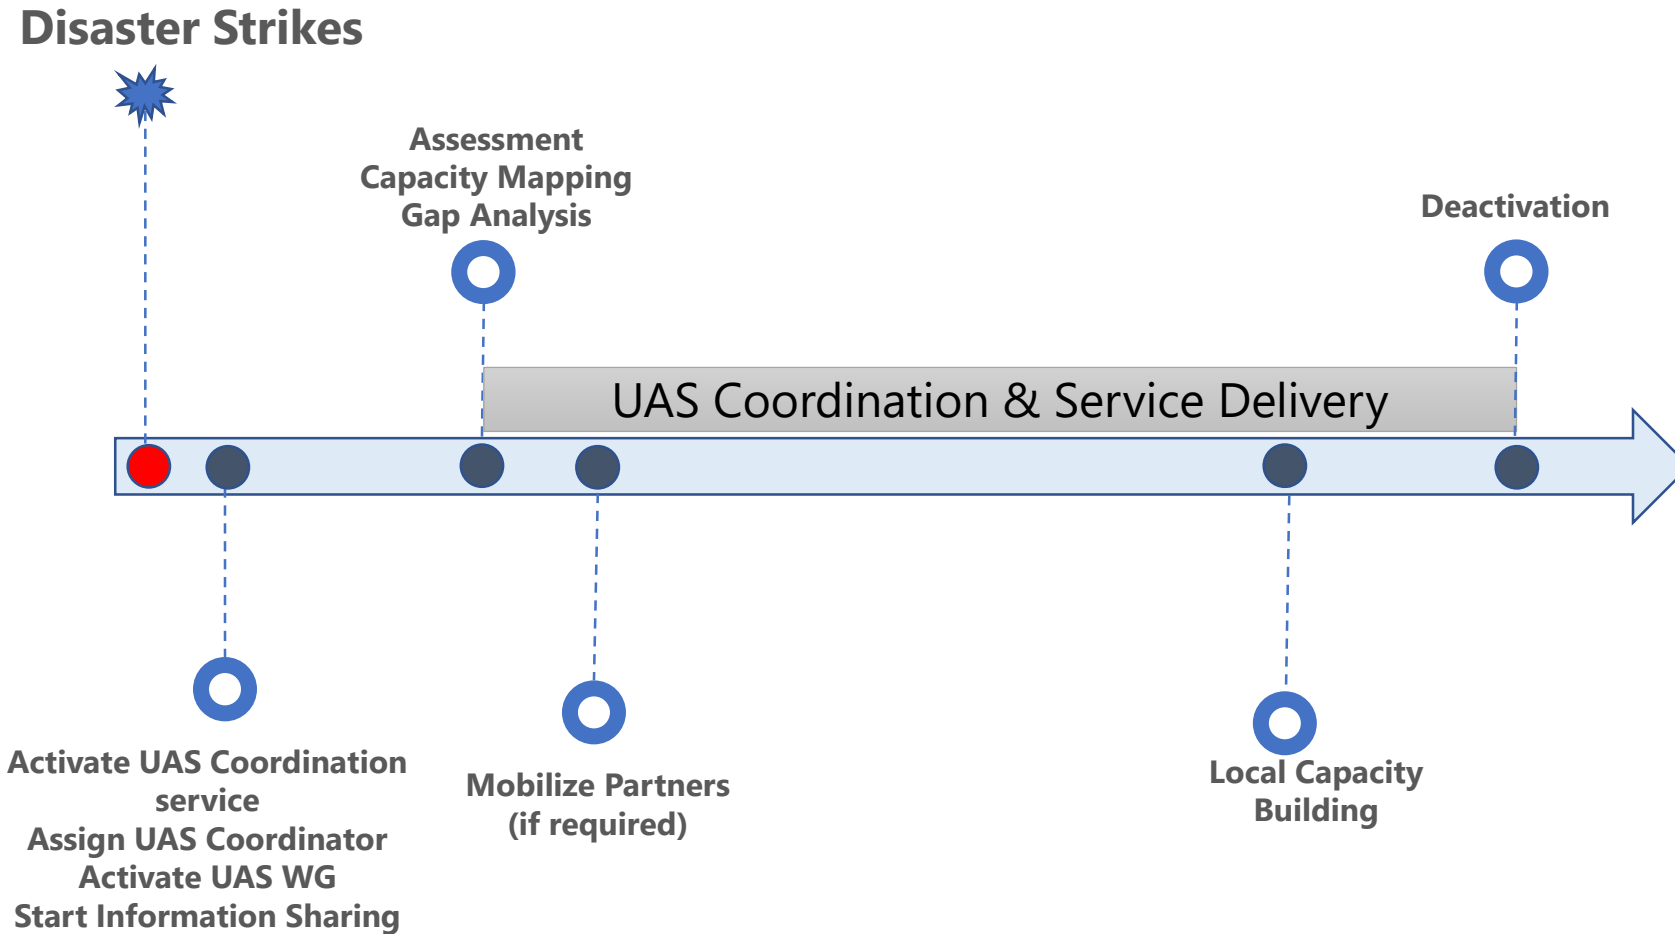 Disaster Strikes
Assessment
Capacity Mapping
Gap Analysis
Deactivation
UAS Coordination & Service Delivery
Activate UAS Coordination
service
Assign UAS Coordinator
Activate UAS WG
Start Information Sharing
Mobilize Partners
(if required)
Local Capacity
Building